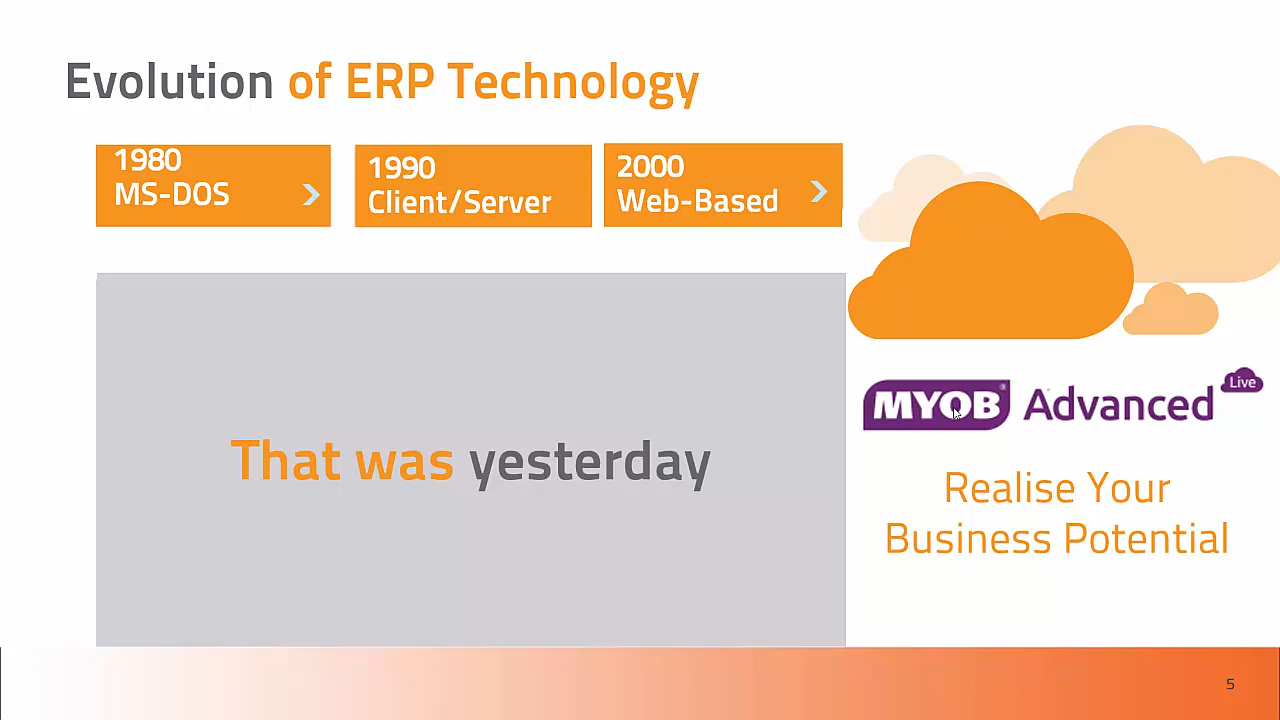 Evolution of ERP Technology
1980
MS-DOS
1990
Client/Server
2000
Web-Based
That was yesterday
MYOB® Advanced Live
Realise Your
Business Potential
5